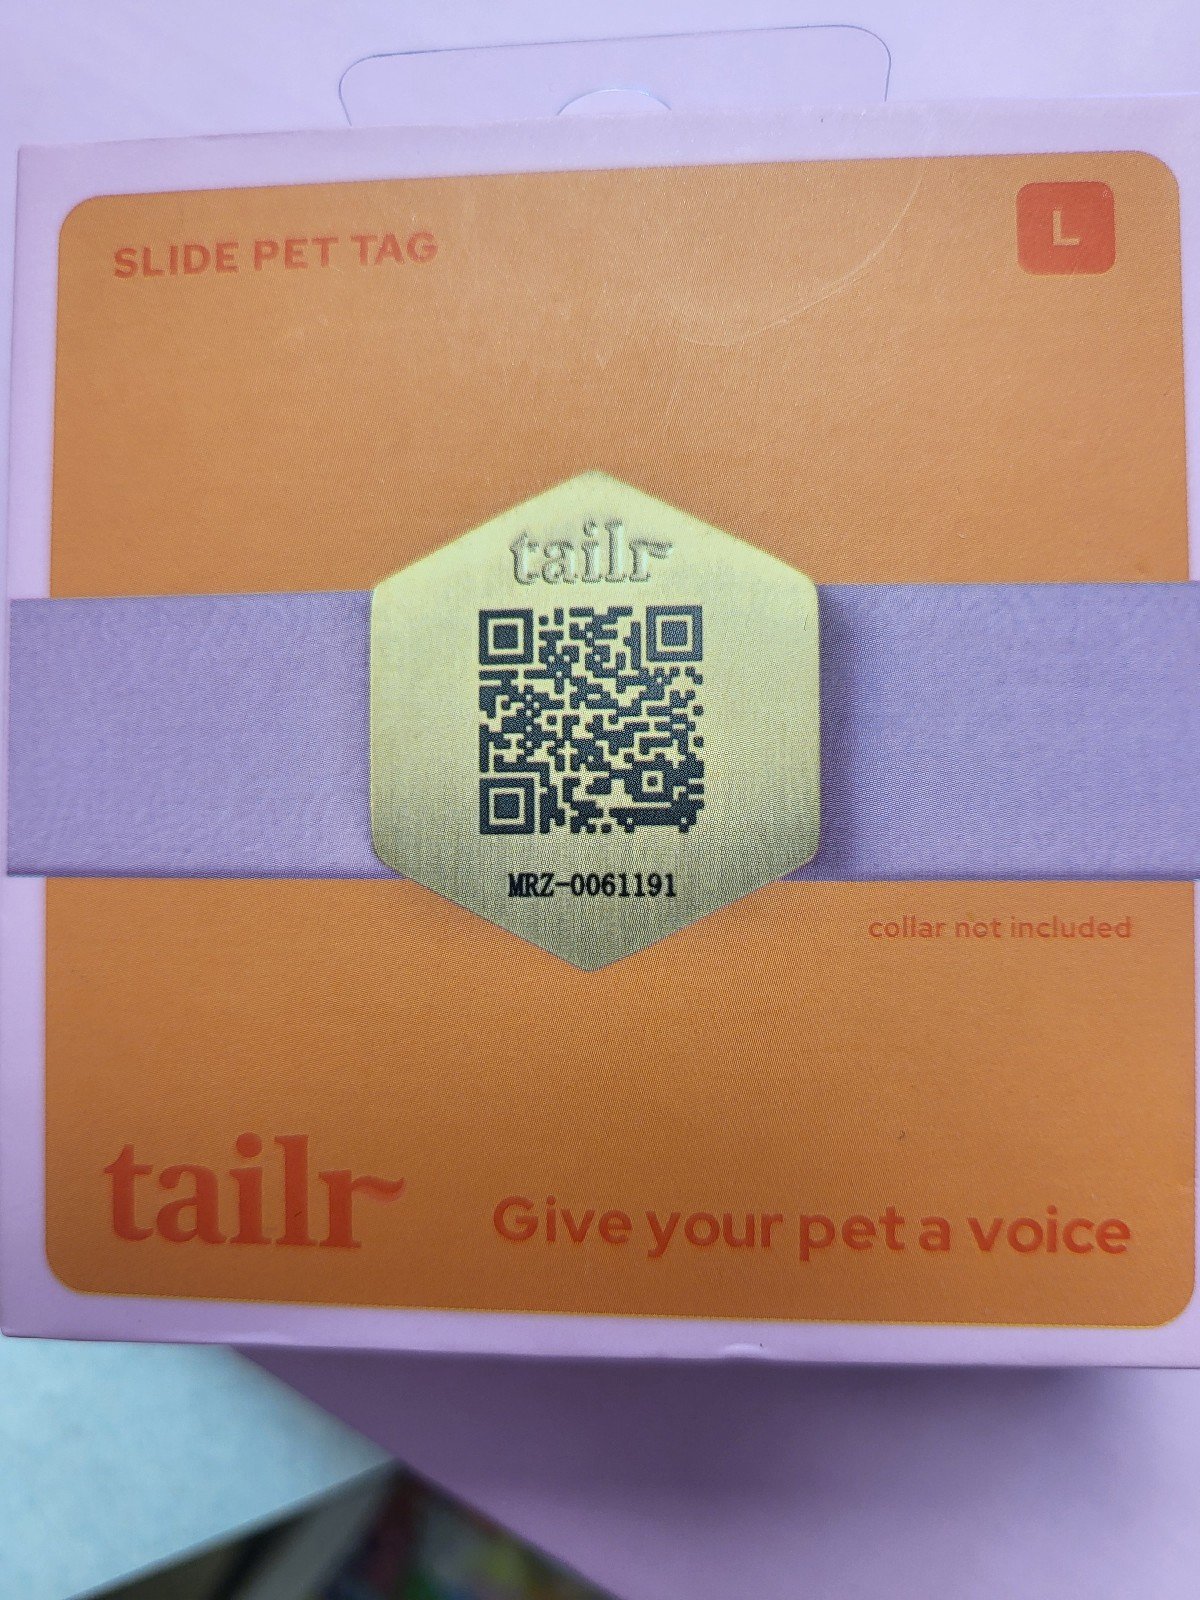 SLIDE PET TAG
L
tailr
MRZ-0061191
collar not included
tailr
Give your pet a voice